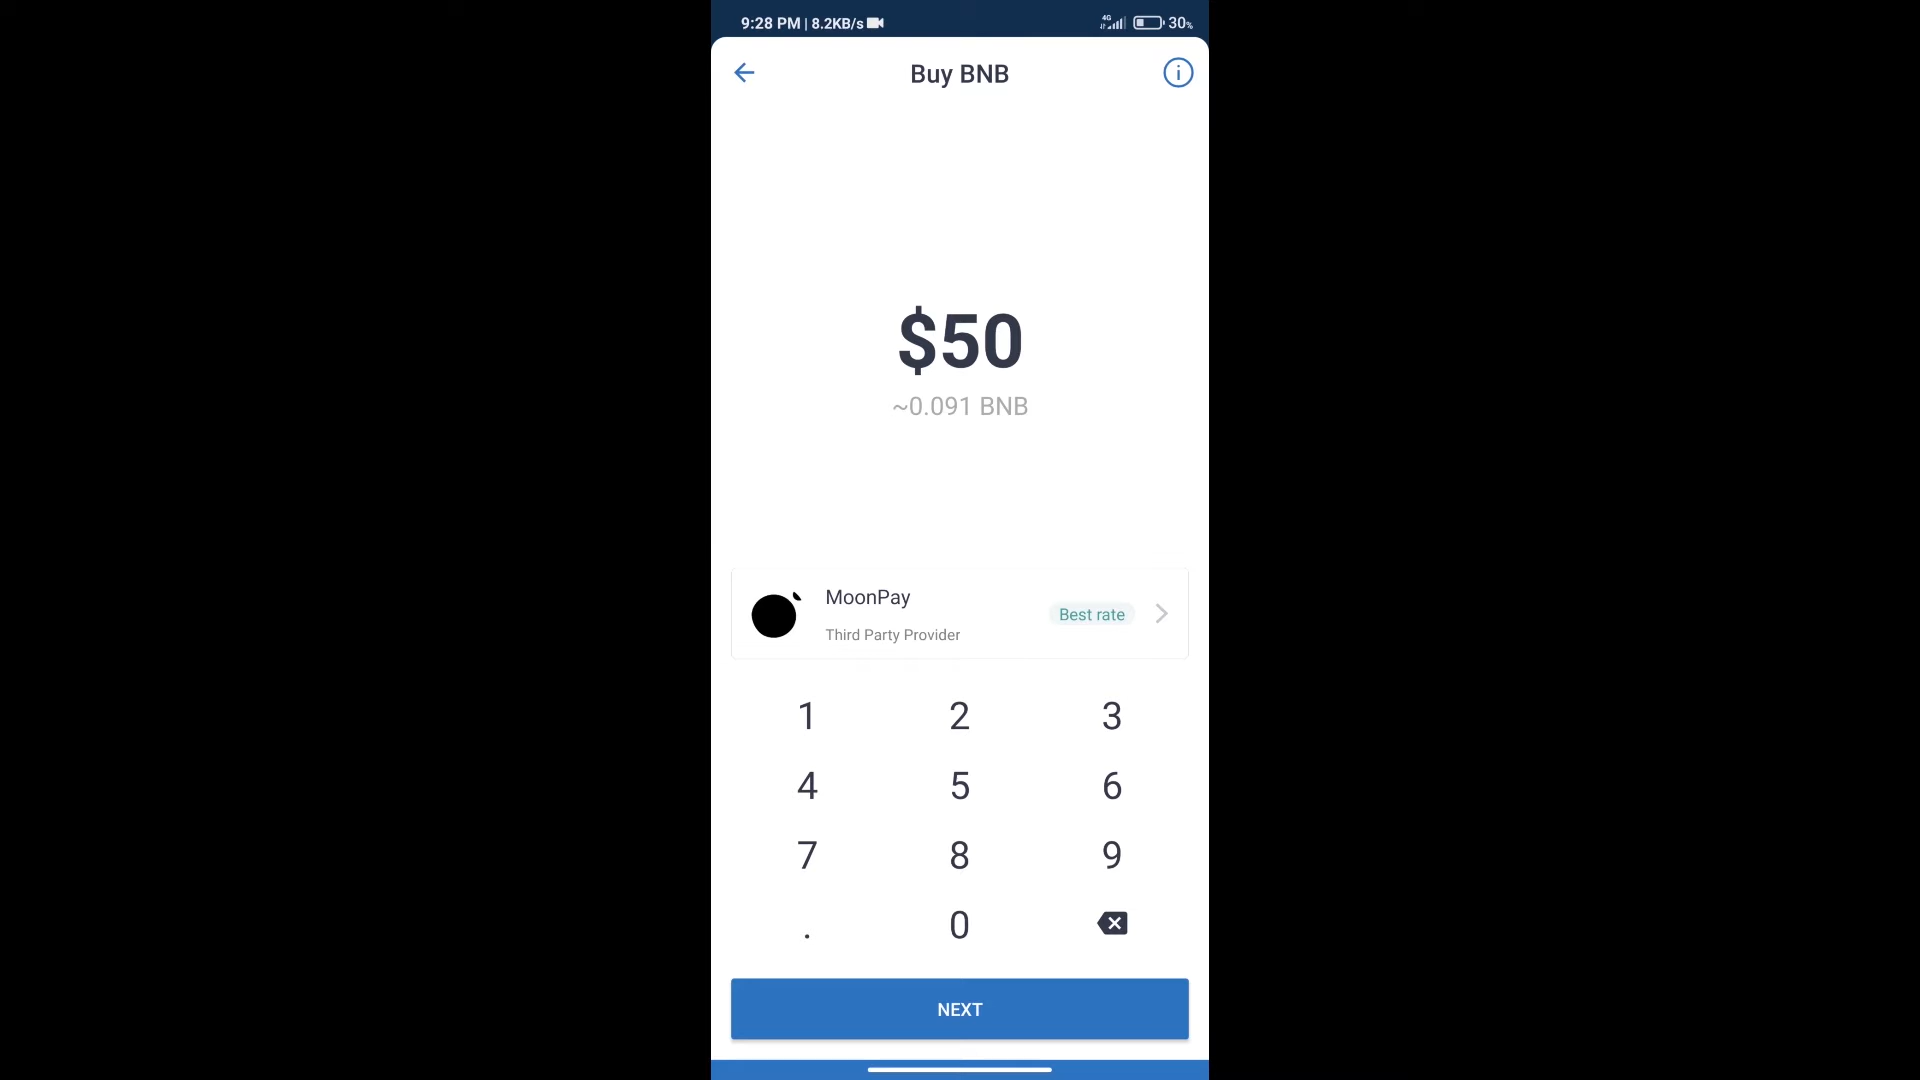 9:28 PM | 8.2KB/s 4G 30%
Buy BNB
$50
~0.091 BNB
MoonPay
Third Party Provider
Best rate
1 2 3
4 5 6
7 8 9
. 0
NEXT